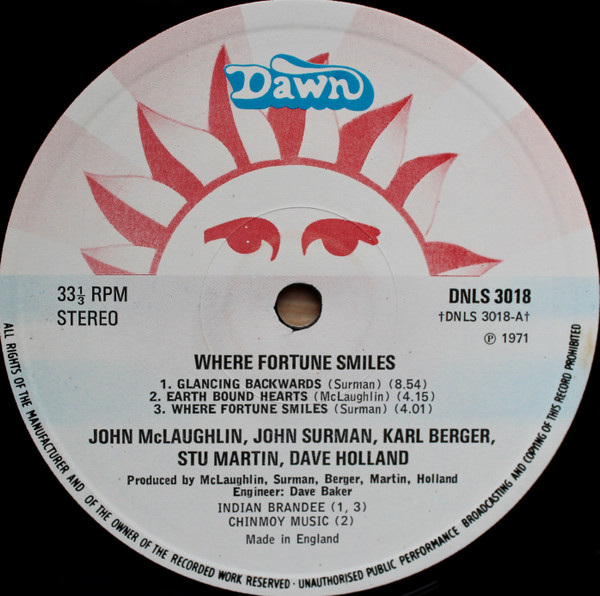 Dawn
33⅓ RPM
STEREO
DNLS 3018
†DNLS 3018-A†
Ⓟ 1971
WHERE FORTUNE SMILES
1. GLANCING BACKWARDS (Surman) (8.54)
2. EARTH BOUND HEARTS (McLaughlin) (4.15)
3. WHERE FORTUNE SMILES (Surman) (4.01)
JOHN McLAUGHLIN, JOHN SURMAN, KARL BERGER,
STU MARTIN, DAVE HOLLAND
Produced by McLaughlin, Surman, Berger, Martin, Holland
Engineer: Dave Baker
INDIAN BRANDEE (1, 3)
CHINMOY MUSIC (2)
Made in England
ALL RIGHTS OF THE MANUFACTURER AND OF THE OWNER OF THE RECORDED WORK RESERVED · UNAUTHORISED PUBLIC PERFORMANCE BROADCASTING AND COPYING OF THIS RECORD PROHIBITED